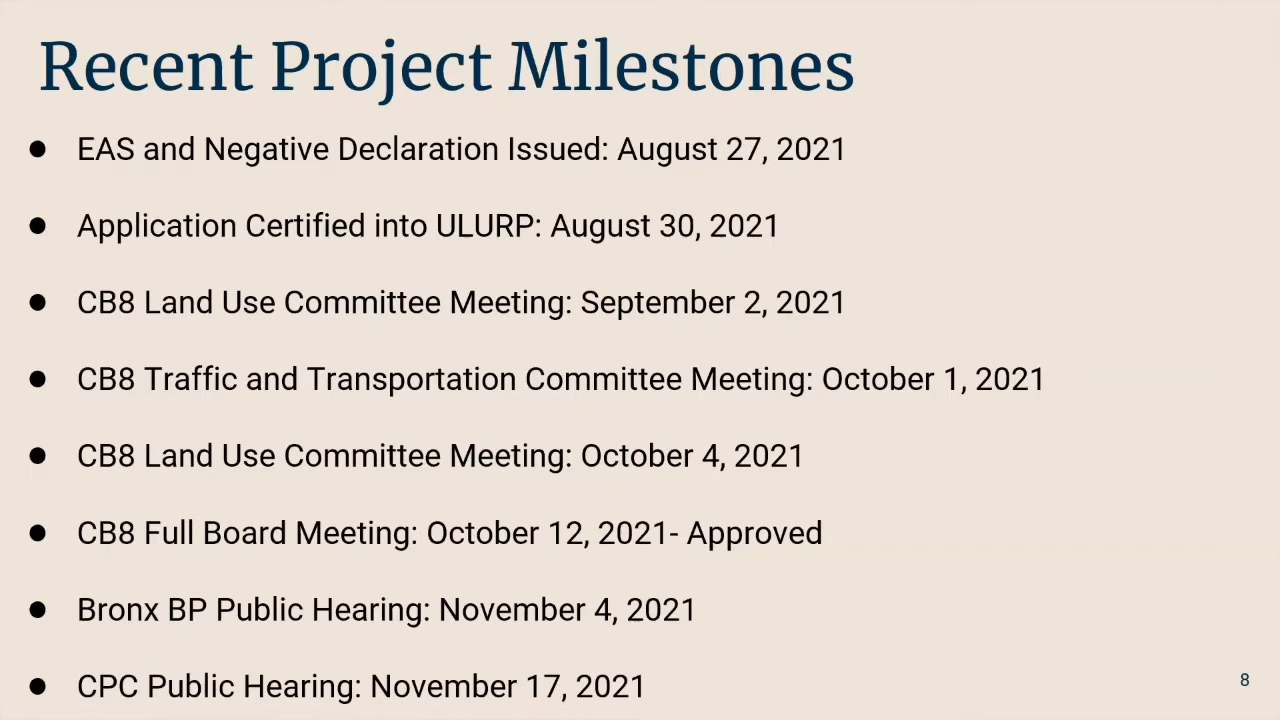 Recent Project Milestones
● EAS and Negative Declaration Issued: August 27, 2021
● Application Certified into ULURP: August 30, 2021
● CB8 Land Use Committee Meeting: September 2, 2021
● CB8 Traffic and Transportation Committee Meeting: October 1, 2021
● CB8 Land Use Committee Meeting: October 4, 2021
● CB8 Full Board Meeting: October 12, 2021- Approved
● Bronx BP Public Hearing: November 4, 2021
● CPC Public Hearing: November 17, 2021
8